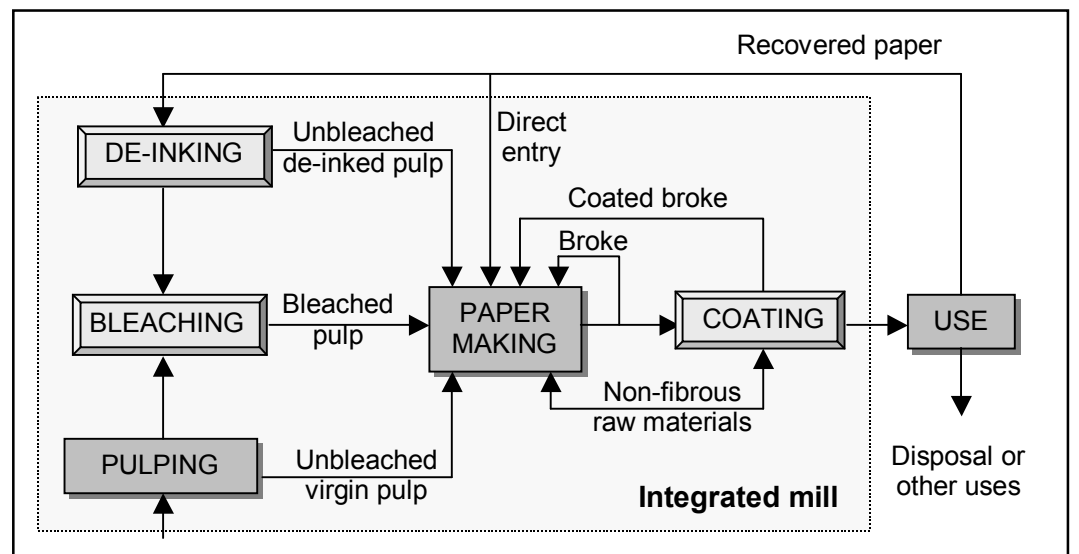 Recovered paper
DE-INKING
Unbleached
de-inked pulp
Direct
entry
Coated broke
Broke
BLEACHING
Bleached
pulp
PAPER
MAKING
COATING
USE
Non-fibrous
raw materials
PULPING
Unbleached
virgin pulp
Integrated mill
Disposal or
other uses